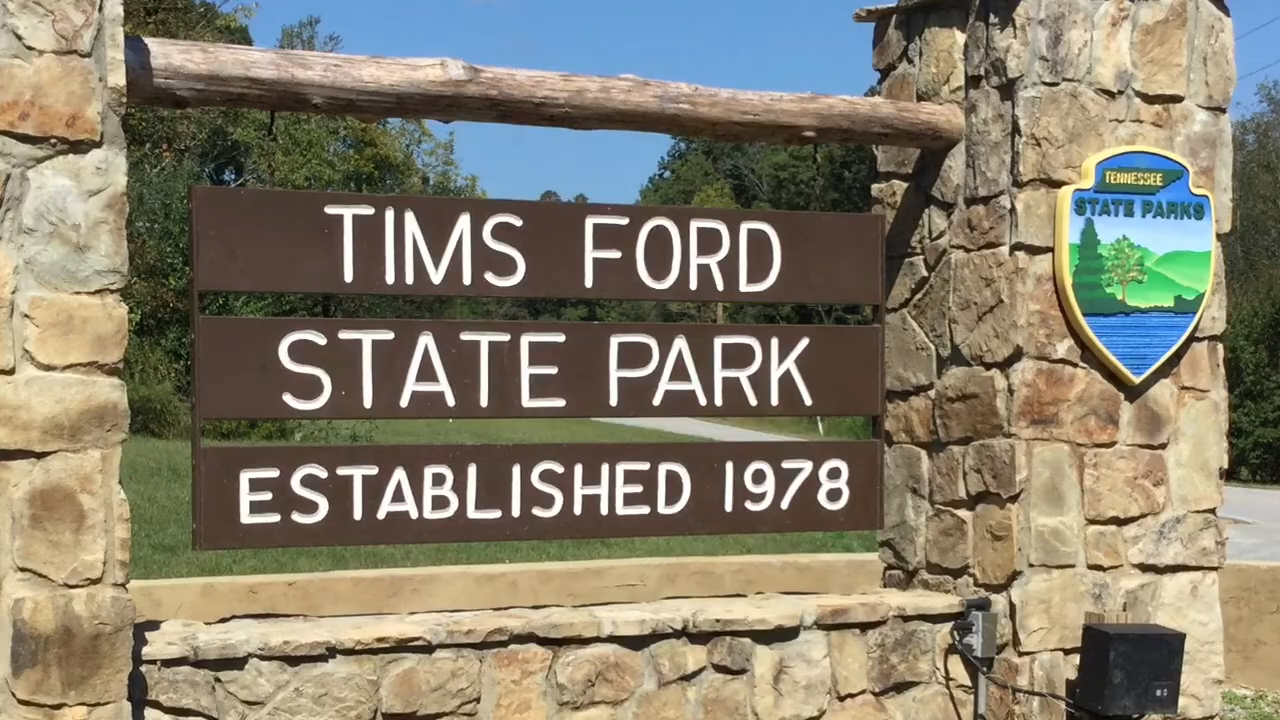 TIMS FORD
STATE PARK
ESTABLISHED 1978
TENNESSEE
STATE PARKS